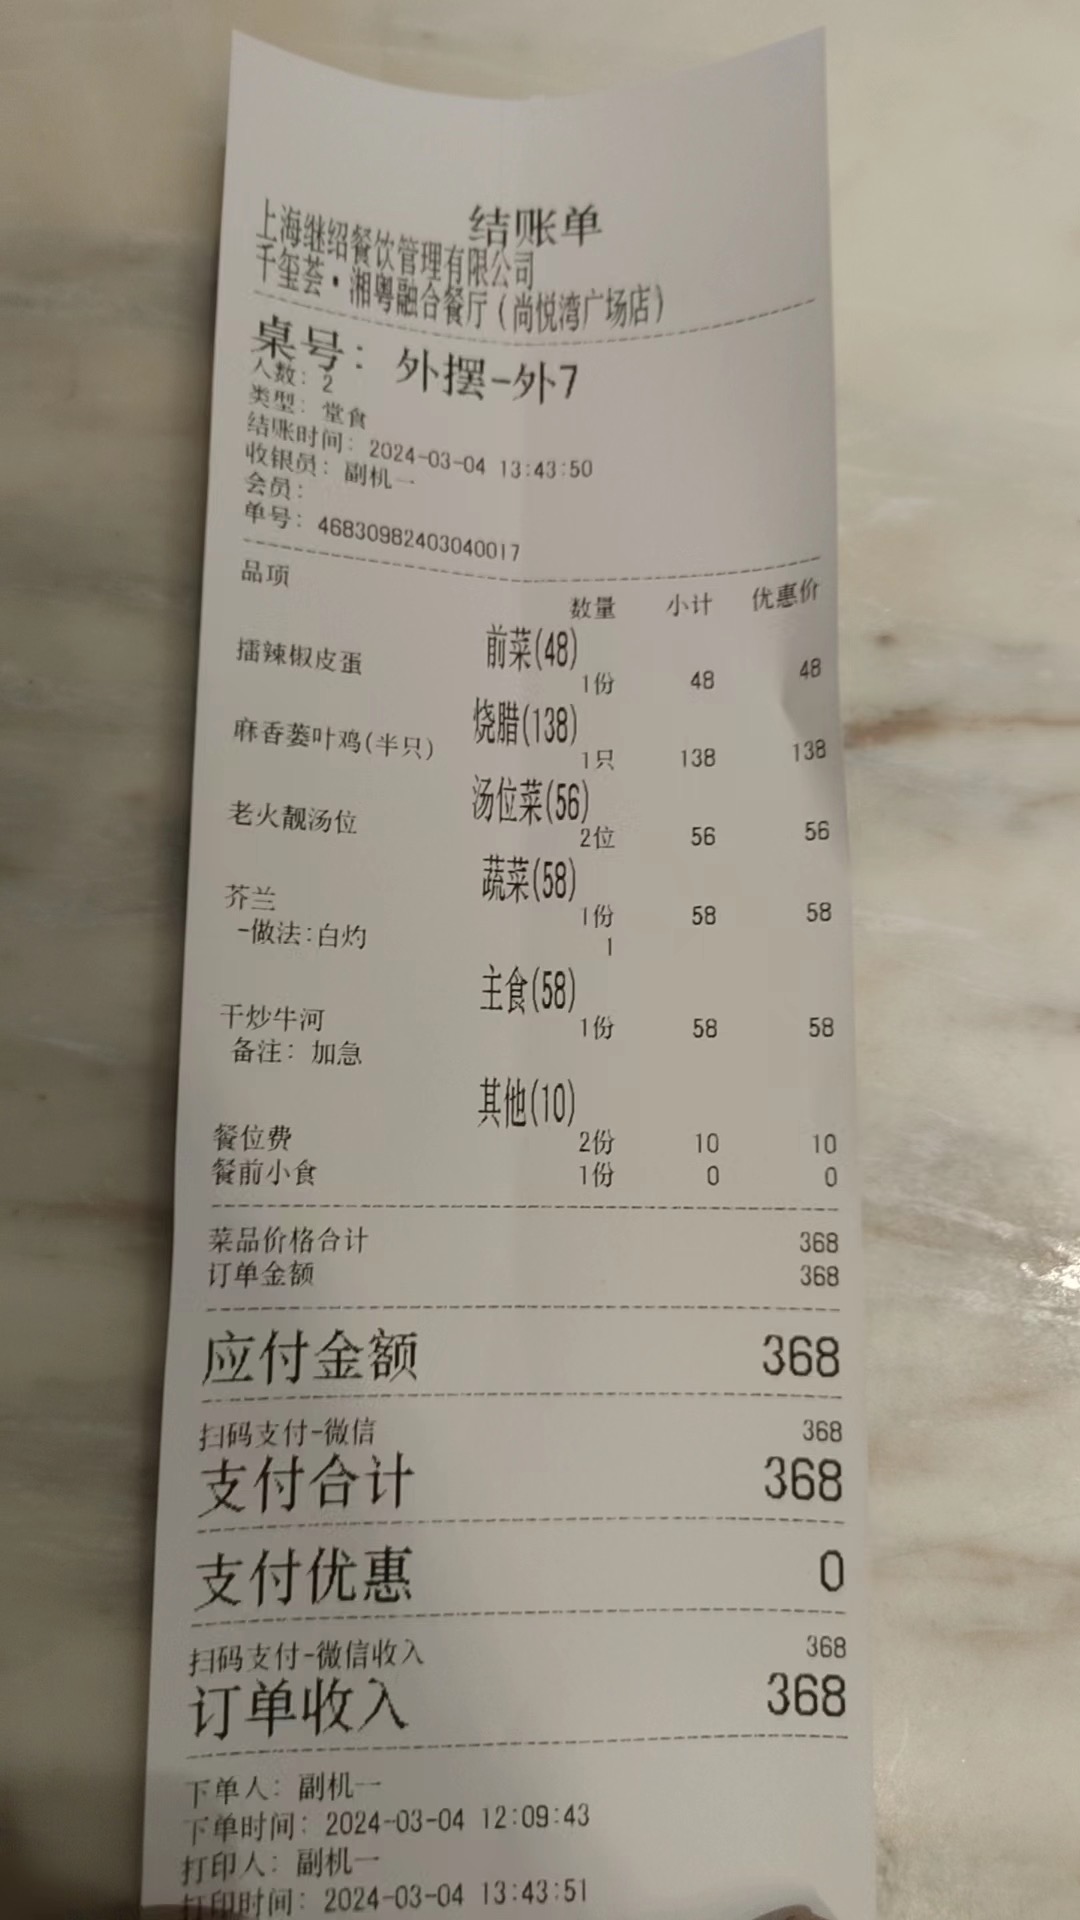 结账单
上海继绍餐饮管理有限公司
千玺荟·湘粤融合餐厅(尚悦湾广场店)
桌号: 外摆-外7
人数: 2
类型: 堂食
结账时间: 2024-03-04 13:43:50
收银员: 副机一
会员:
单号: 46830982403040017
品项 数量 小计 优惠价
前菜(48)
擂辣椒皮蛋 1份 48 48
烧腊(138)
麻香蒌叶鸡(半只) 1只 138 138
汤位菜(56)
老火靓汤位 2位 56 56
蔬菜(58)
芥兰 1份 58 58
-做法:白灼 1
主食(58)
干炒牛河 1份 58 58
备注: 加急
其他(10)
餐位费 2份 10 10
餐前小食 1份 0 0
菜品价格合计 368
订单金额 368
应付金额 368
扫码支付-微信 368
支付合计 368
支付优惠 0
扫码支付-微信收入 368
订单收入 368
下单人: 副机一
下单时间: 2024-03-04 12:09:43
打印人: 副机一
打印时间: 2024-03-04 13:43:51